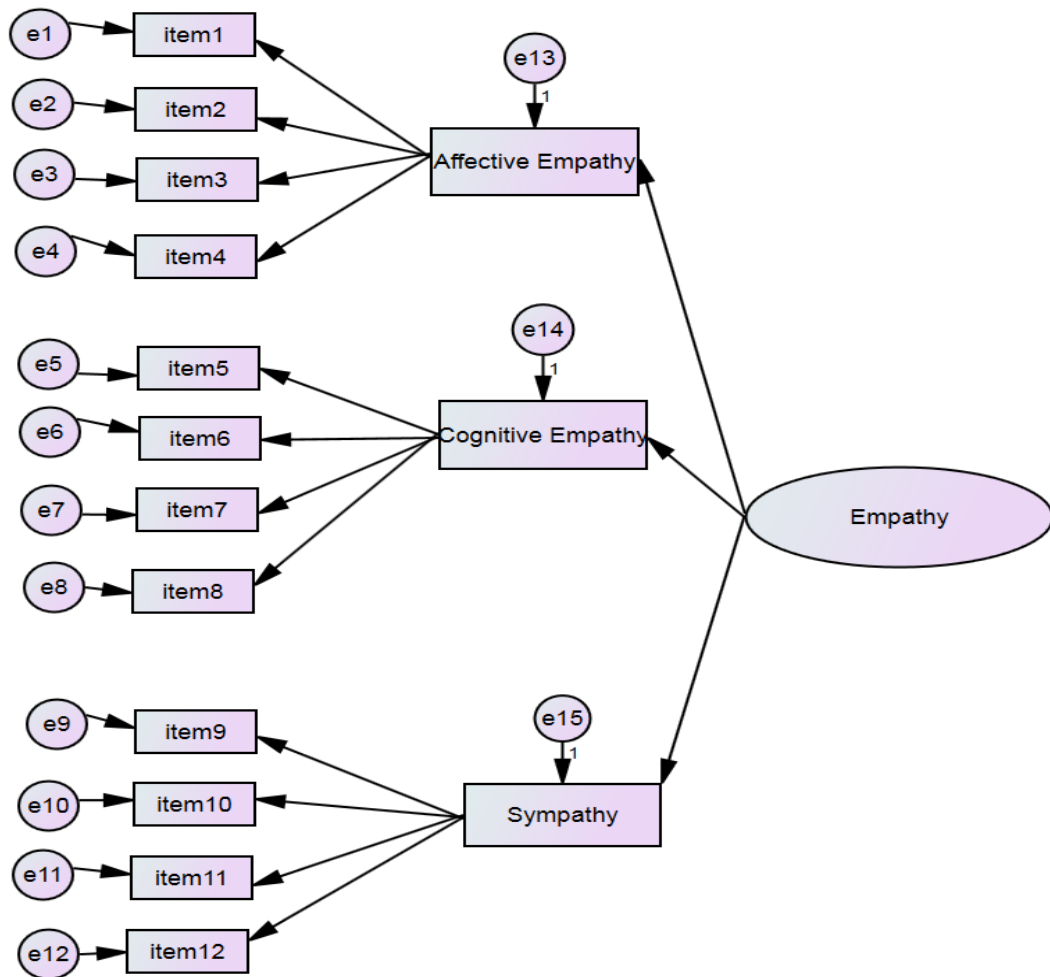 e1
item1
e2
item2
e3
item3
e4
item4
e13
1
Affective Empathy
e5
item5
e6
item6
e7
item7
e8
item8
e14
1
Cognitive Empathy
Empathy
e9
item9
e10
item10
e11
item11
e12
item12
e15
1
Sympathy